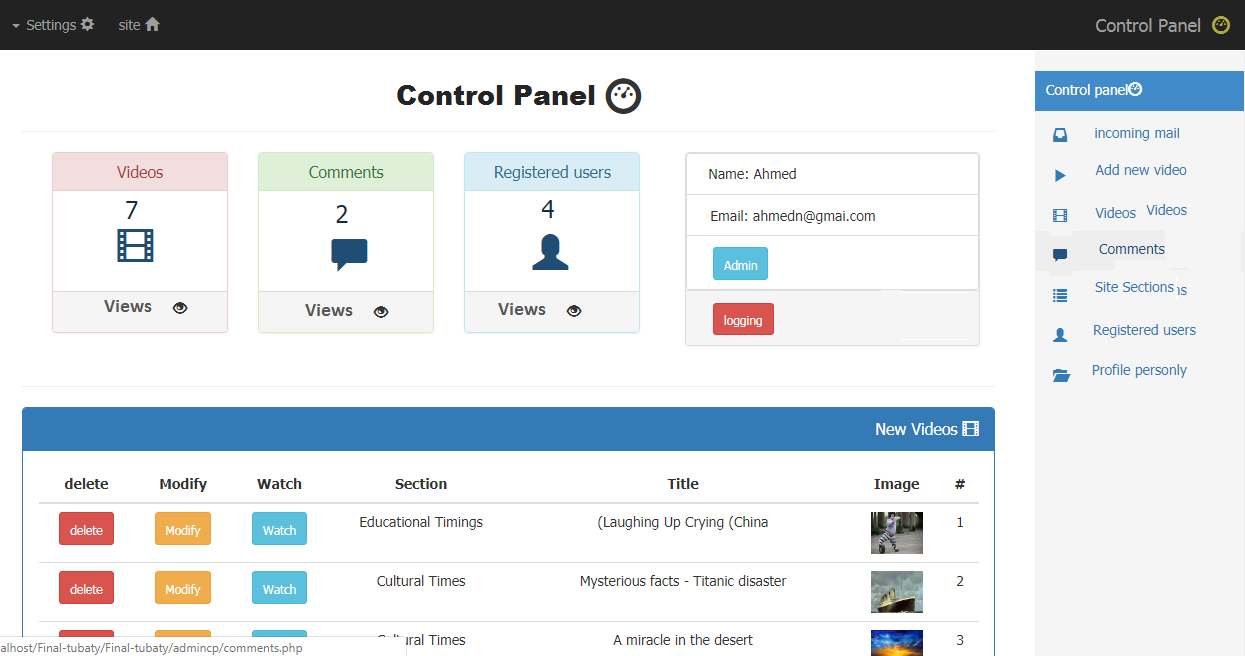 Settings site Control Panel
Control Panel
Videos
7
Views
Comments
2
Views
Registered users
4
Views
Name: Ahmed
Email: ahmedn@gmai.com
Admin
logging
Control panel
incoming mail
Add new video
Videos Videos
Comments
Site Sections
Registered users
Profile personly
New Videos
delete Modify Watch Section Title Image #
delete Modify Watch Educational Timings (Laughing Up Crying (China 1
delete Modify Watch Cultural Times Mysterious facts - Titanic disaster 2
A miracle in the desert 3
alhost/Final-tubaty/Final-tubaty/admincp/comments.php